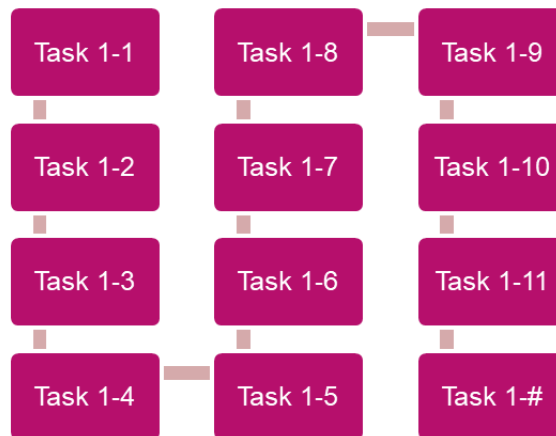 Task 1-1
Task 1-2
Task 1-3
Task 1-4
Task 1-5
Task 1-6
Task 1-7
Task 1-8
Task 1-9
Task 1-10
Task 1-11
Task 1-#